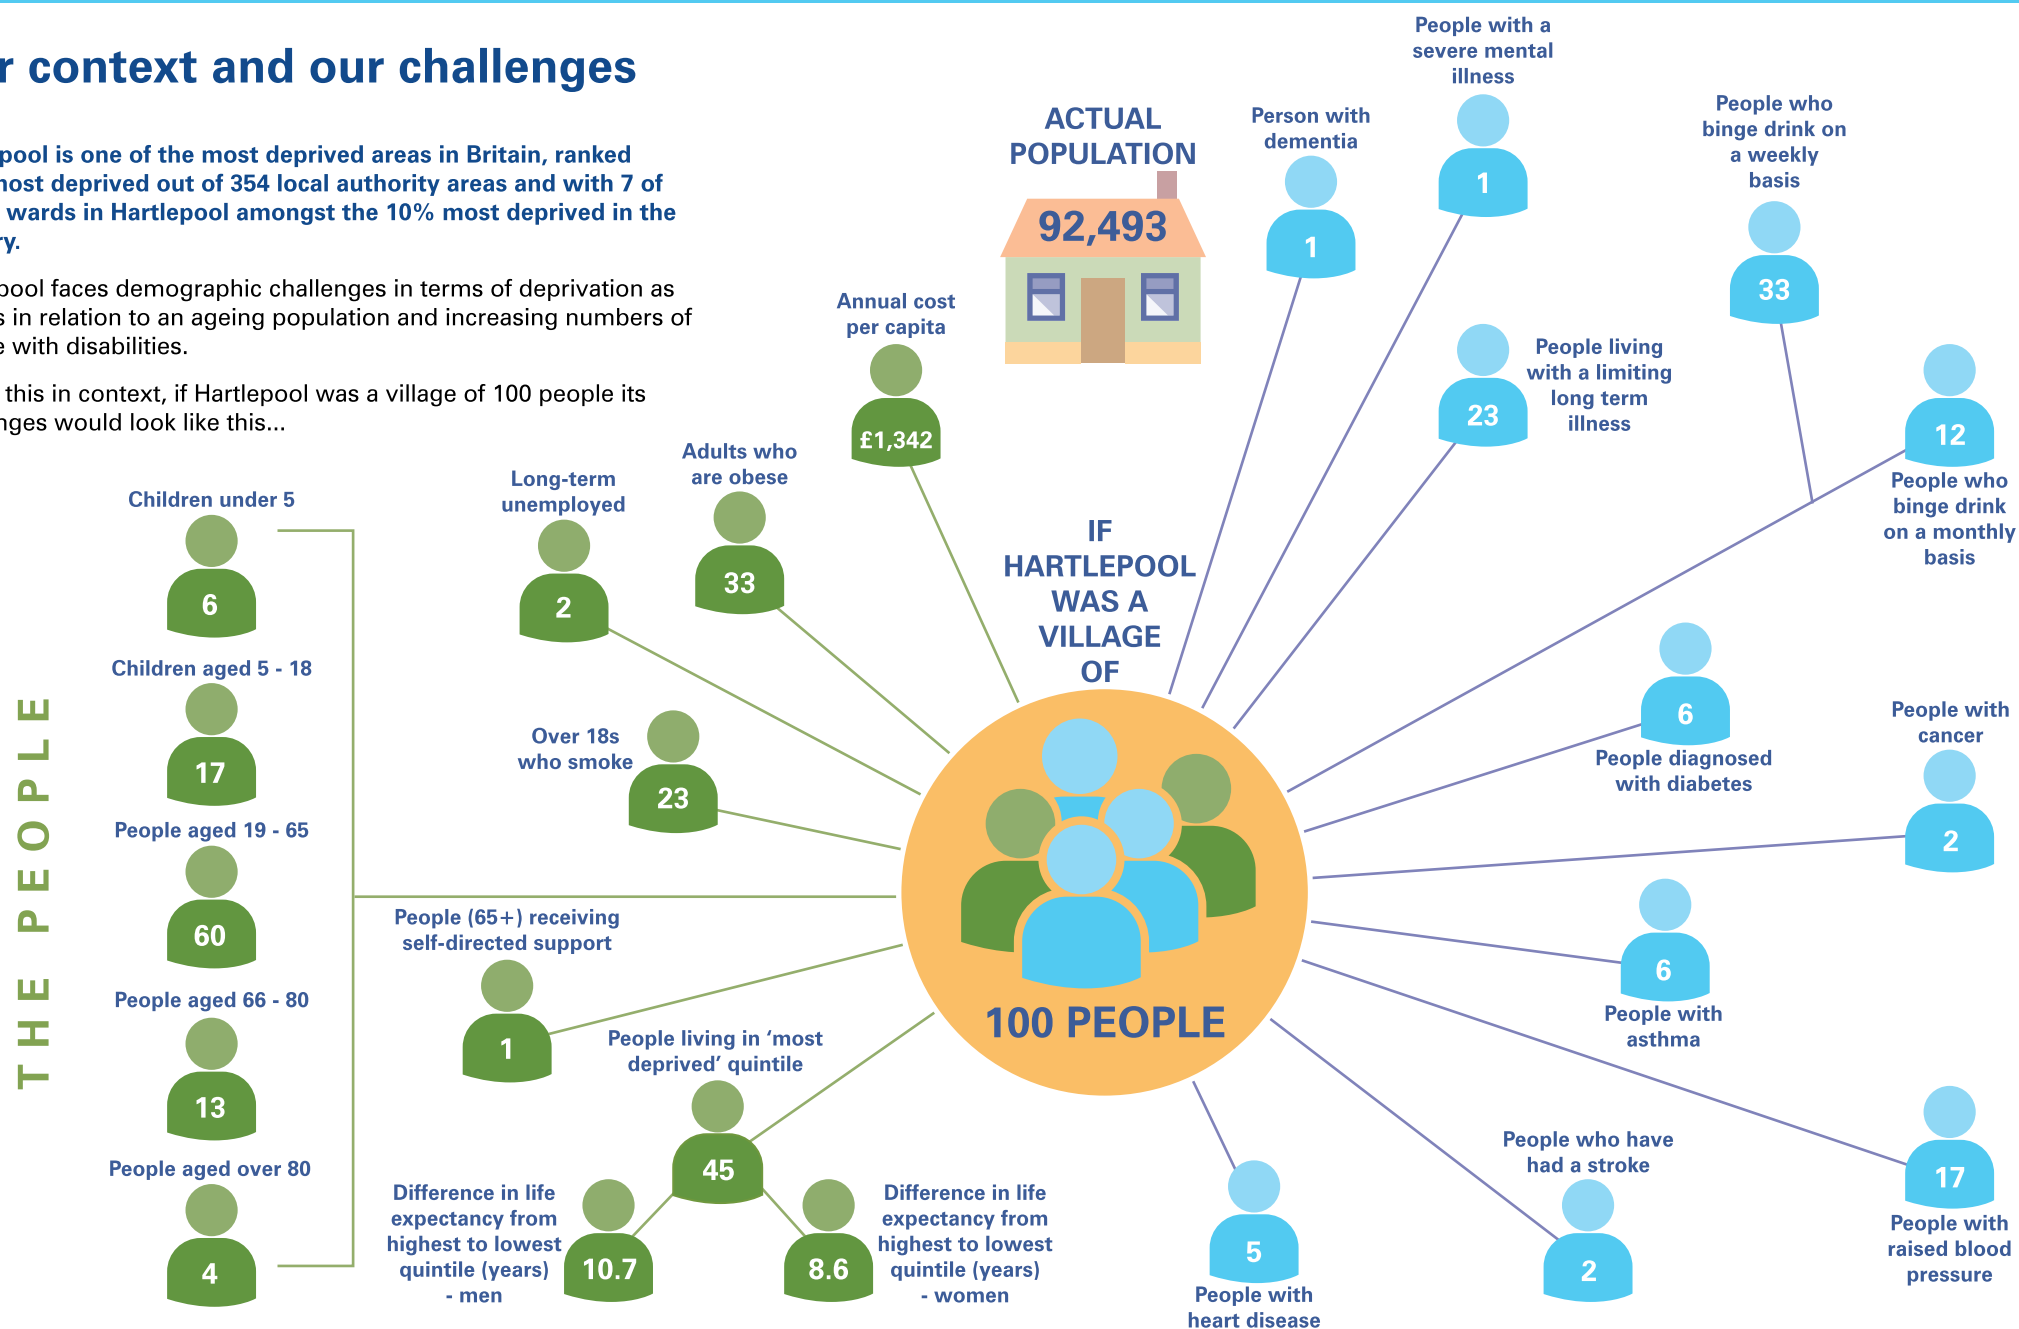 r context and our challenges
pool is one of the most deprived areas in Britain, ranked
most deprived out of 354 local authority areas and with 7 of
wards in Hartlepool amongst the 10% most deprived in the
ry.
pool faces demographic challenges in terms of deprivation as
s in relation to an ageing population and increasing numbers of
e with disabilities.
this in context, if Hartlepool was a village of 100 people its
nges would look like this...
THE PEOPLE
Children under 5
6
Children aged 5 - 18
17
People aged 19 - 65
60
People aged 66 - 80
13
People aged over 80
4
Long-term
unemployed
2
Adults who
are obese
33
Annual cost
per capita
£1,342
Over 18s
who smoke
23
People (65+) receiving
self-directed support
1
People living in ‘most
deprived’ quintile
45
Difference in life
expectancy from
highest to lowest
quintile (years)
- men
10.7
8.6
Difference in life
expectancy from
highest to lowest
quintile (years)
- women
ACTUAL
POPULATION
92,493
IF
HARTLEPOOL
WAS A
VILLAGE
OF
100 PEOPLE
Person with
dementia
1
People with a
severe mental
illness
1
People who
binge drink on
a weekly
basis
33
People living
with a limiting
long term
illness
23
12
People who
binge drink
on a monthly
basis
6
People diagnosed
with diabetes
People with
cancer
2
6
People with
asthma
17
People with
raised blood
pressure
People who have
had a stroke
2
5
People with
heart disease